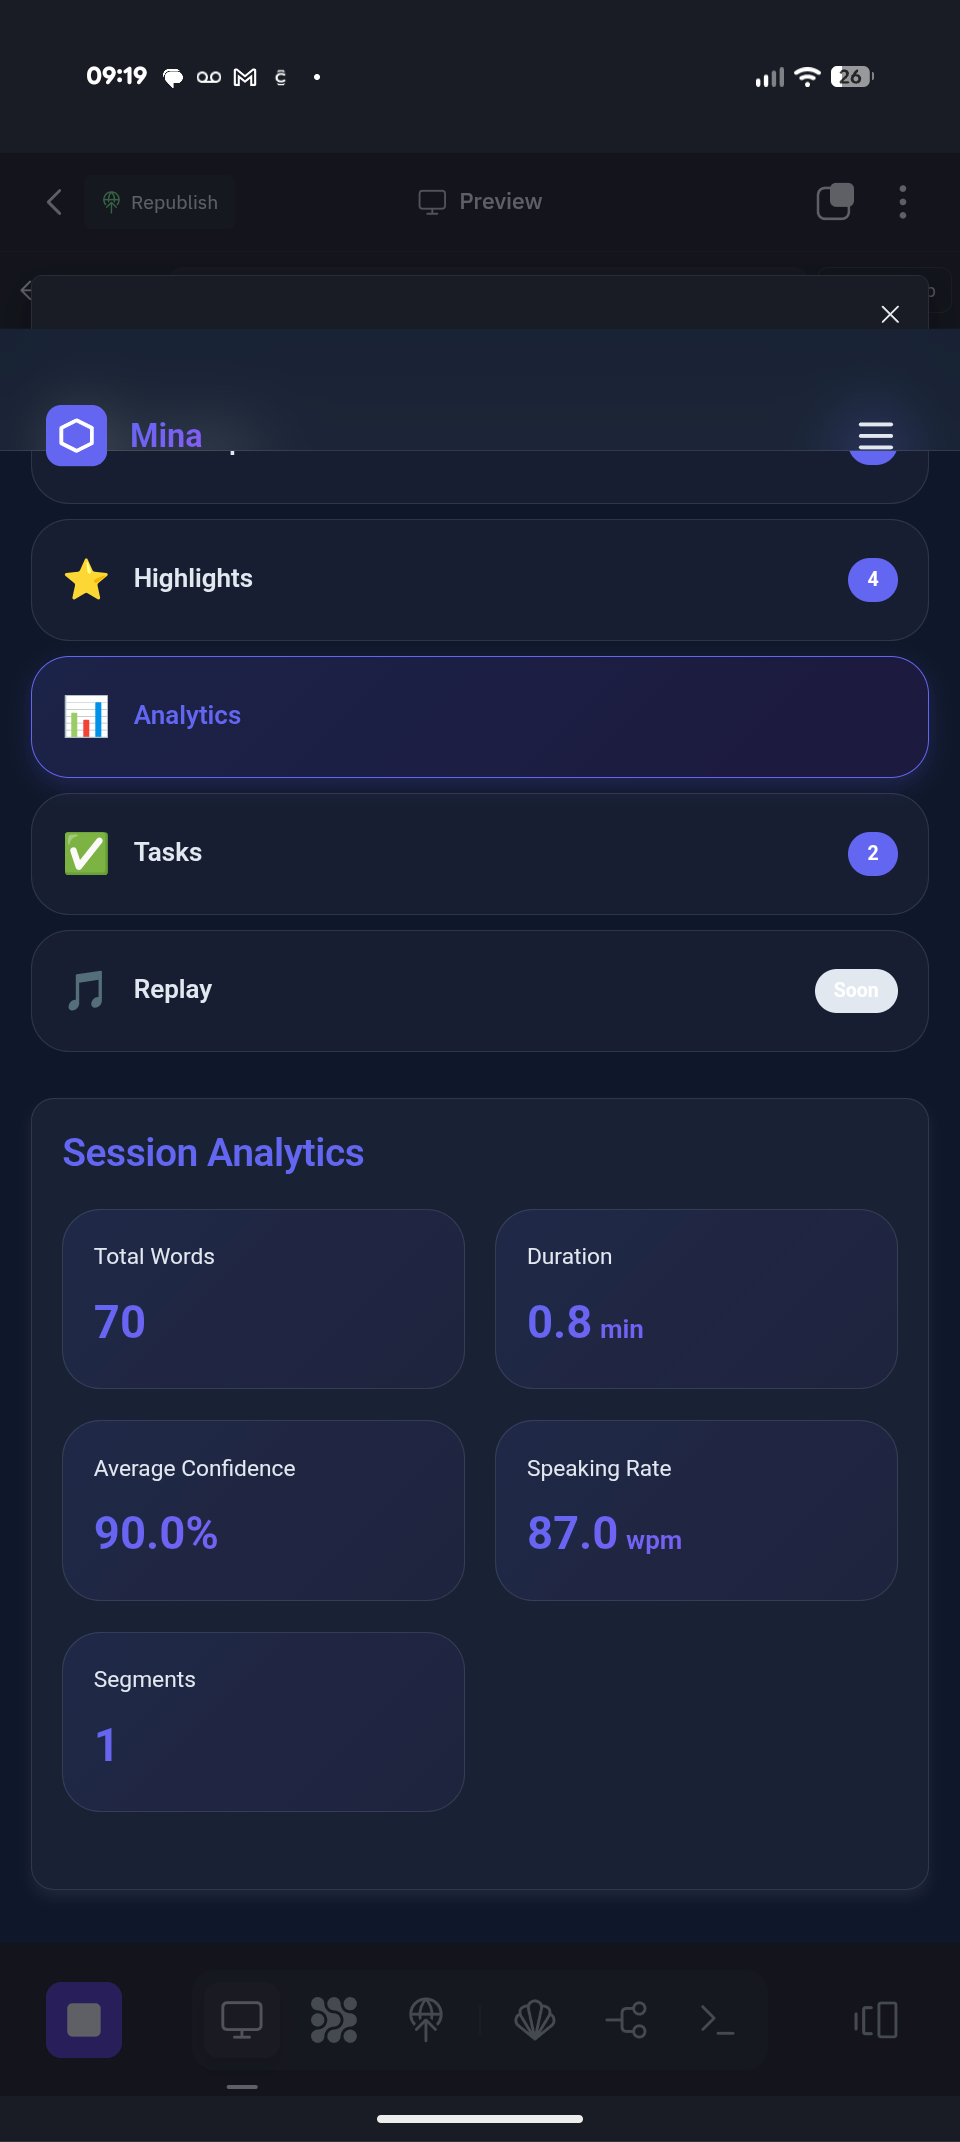 09:19
26
Republish
Preview
Mina
Highlights
4
Analytics
Tasks
2
Replay
Soon
Session Analytics
Total Words
70
Duration
0.8 min
Average Confidence
90.0%
Speaking Rate
87.0 wpm
Segments
1